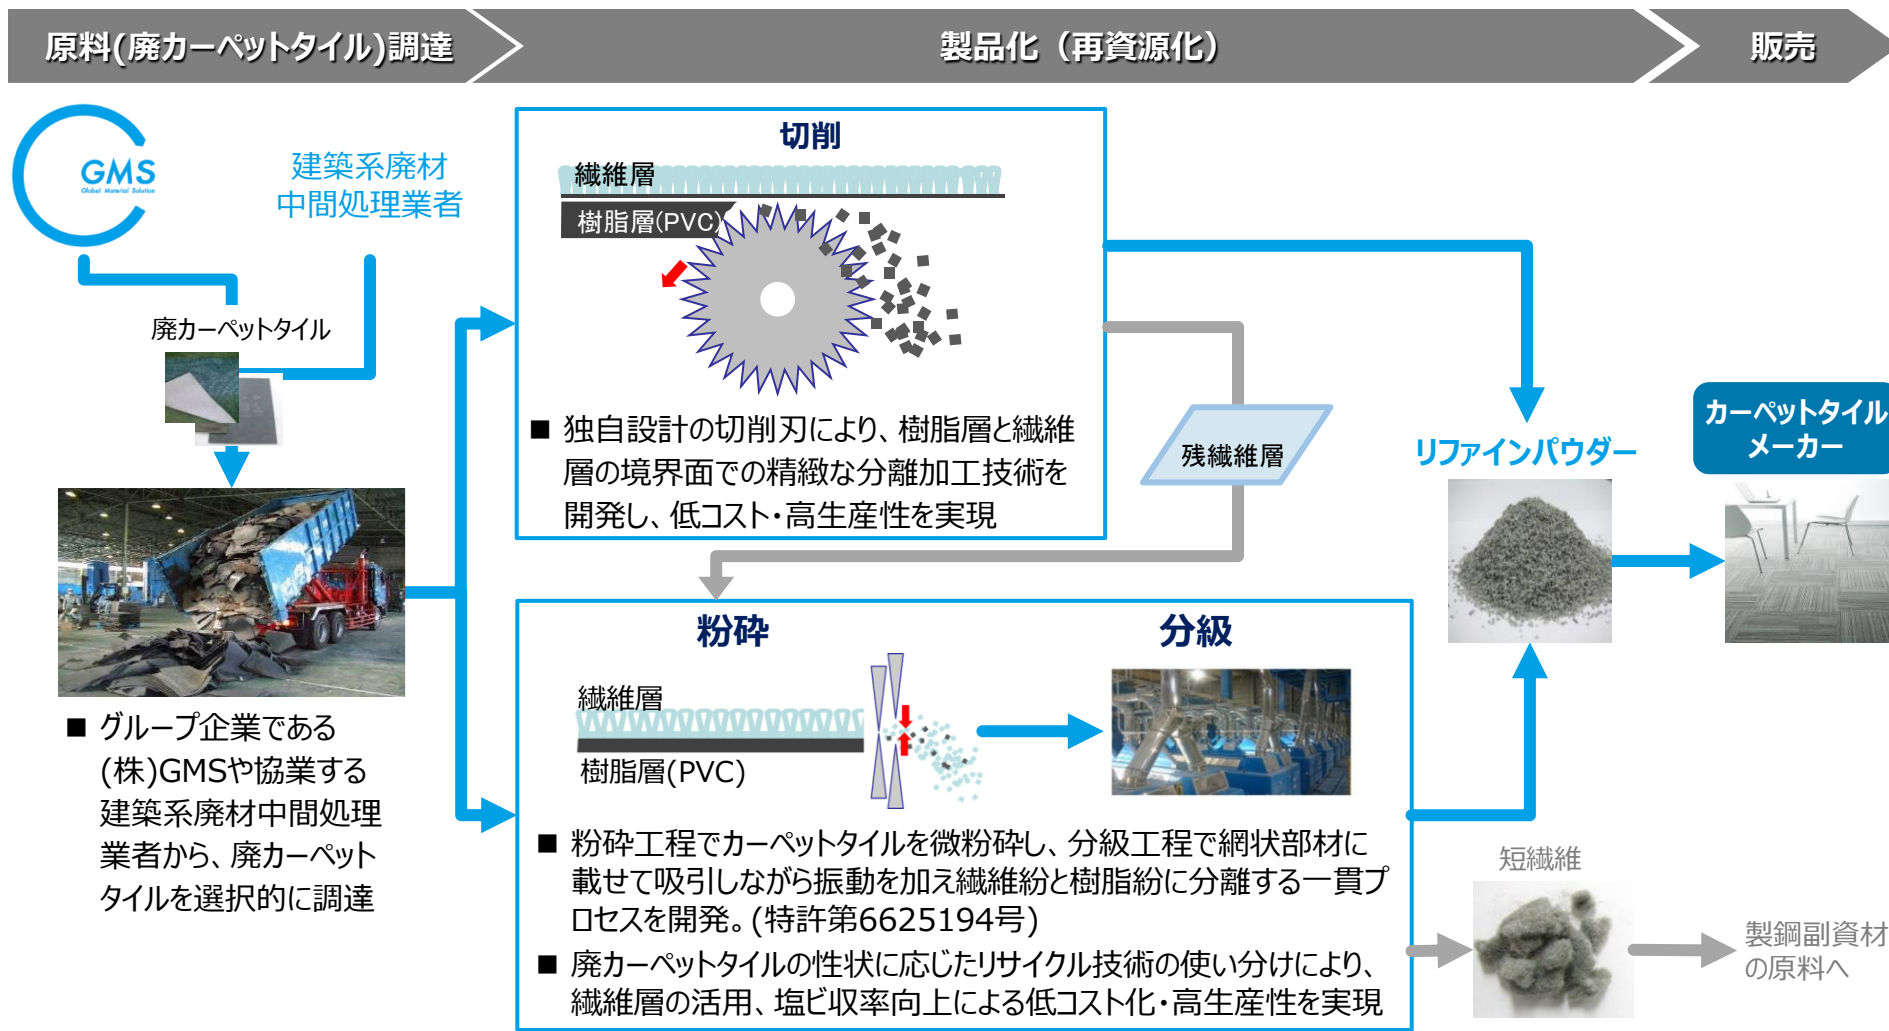 原料(廃カーペットタイル)調達
製品化（再資源化）
販売
GMS
Global Material Solution
建築系廃材
中間処理業者
廃カーペットタイル
■ グループ企業である
(株)GMSや協業する
建築系廃材中間処理
業者から、廃カーペット
タイルを選択的に調達
切削
繊維層
樹脂層(PVC)
■ 独自設計の切削刃により、樹脂層と繊維
層の境界面での精緻な分離加工技術を
開発し、低コスト・高生産性を実現
残繊維層
粉砕
分級
繊維層
樹脂層(PVC)
■ 粉砕工程でカーペットタイルを微粉砕し、分級工程で網状部材に
載せて吸引しながら振動を加え繊維紛と樹脂紛に分離する一貫プ
ロセスを開発。(特許第6625194号)
■ 廃カーペットタイルの性状に応じたリサイクル技術の使い分けにより、
繊維層の活用、塩ビ収率向上による低コスト化・高生産性を実現
リファインパウダー
カーペットタイル
メーカー
短繊維
製鋼副資材
の原料へ